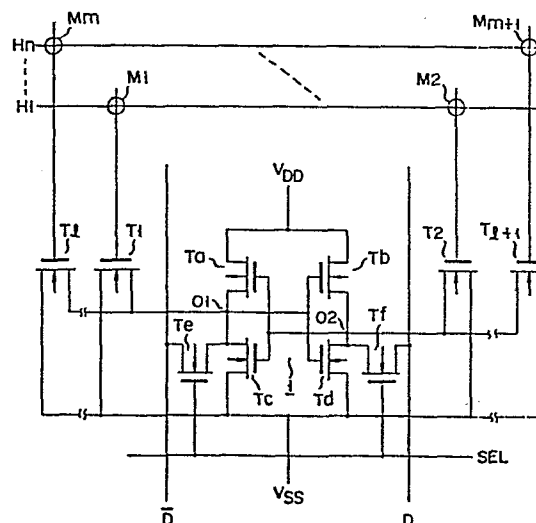 Mm Mm+1
Hn
M1 M2
H1
VDD
Tℓ T1 Ta Tb T2 Tℓ+1
O1 O2 Tf
Te
Tc 1 Td
SEL
VSS
D̅ D